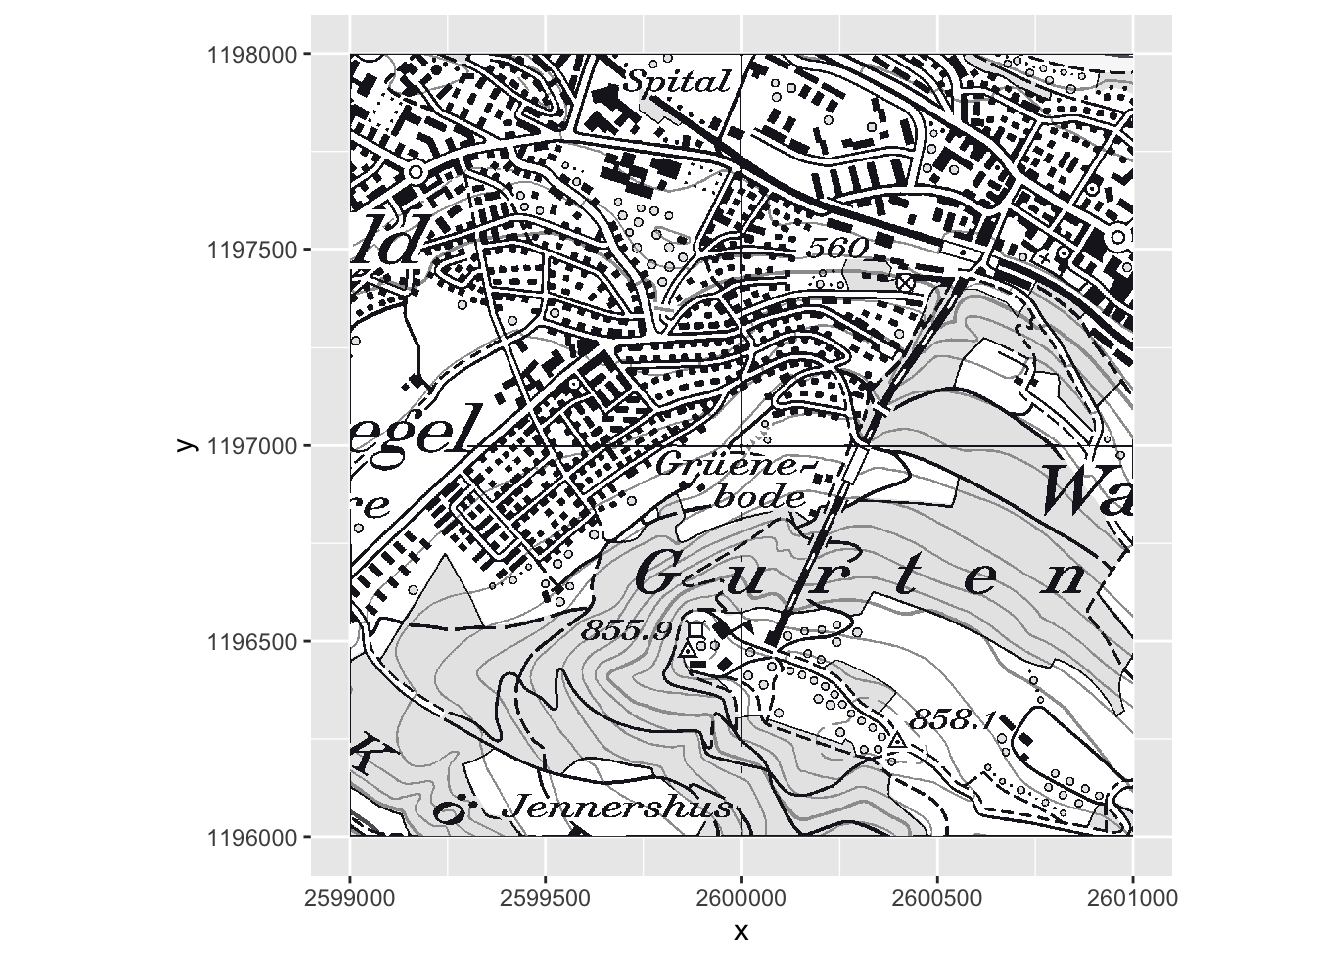 1198000
Spital
ld
1197500
560
egel
1197000
Grüene-
bode
re
Wa
Gurten
855.9
1196500
858.1
k
ö
Jennershus
1196000
y
2599000
2599500
2600000
2600500
2601000
x